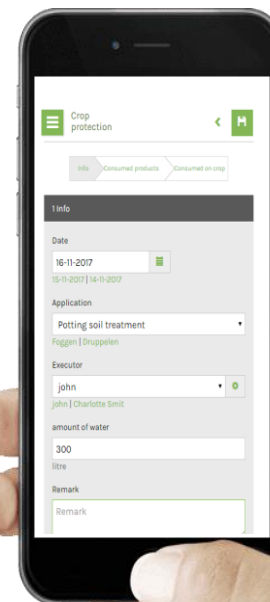 Crop
protection
Info
Consumed products
Consumed on crop
1 Info
Date
16-11-2017
15-11-2017 | 14-11-2017
Application
Potting soil treatment
Foggen | Druppelen
Executor
john
john | Charlotte Smit
amount of water
300
litre
Remark
Remark